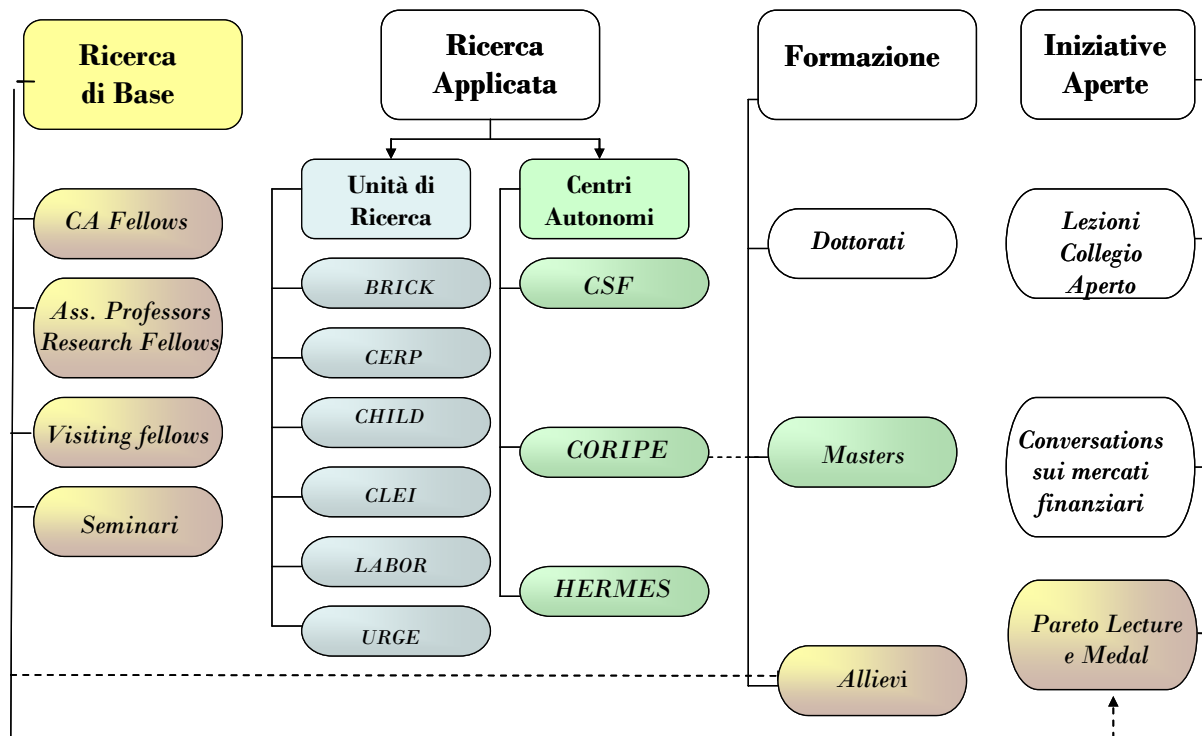 Ricerca
di Base
CA Fellows
Ass. Professors
Research Fellows
Visiting fellows
Seminari
Ricerca
Applicata
Unità di
Ricerca
BRICK
CERP
CHILD
CLEI
LABOR
URGE
Centri
Autonomi
CSF
CORIPE
HERMES
Formazione
Dottorati
Masters
Allievi
Iniziative
Aperte
Lezioni
Collegio
Aperto
Conversations
sui mercati
finanziari
Pareto Lecture
e Medal